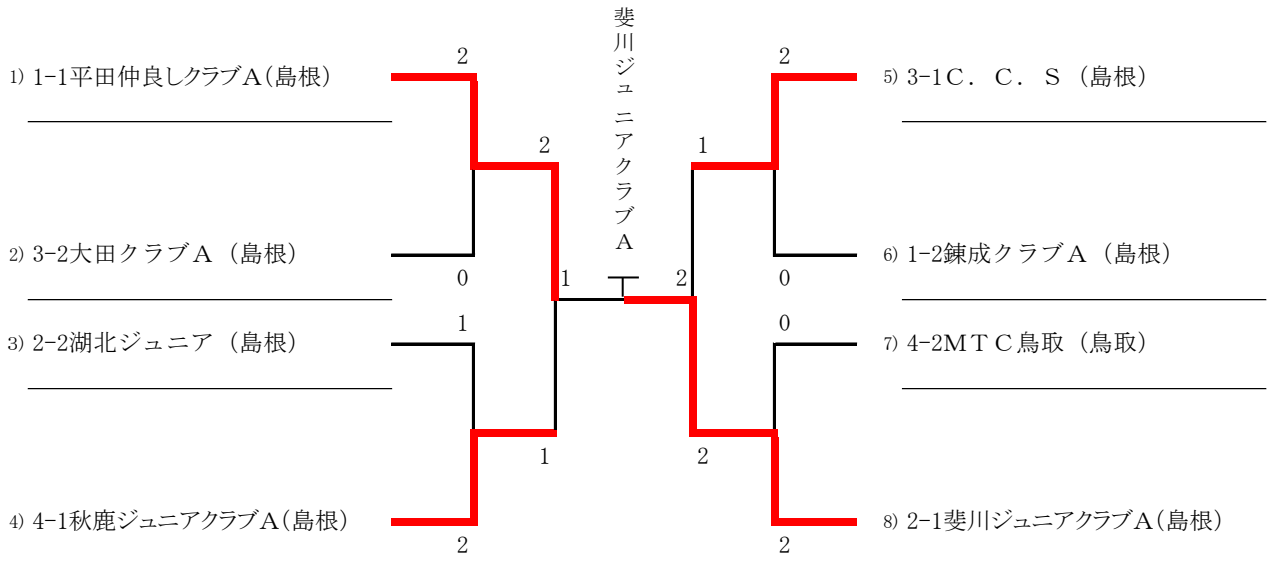 斐川ジュニアクラブA
2
2
1) 1-1平田仲良しクラブA(島根)
5) 3-1C．C．S (島根)
2
1
2) 3-2大田クラブA (島根)
6) 1-2錬成クラブA (島根)
0
1
2
0
1
0
3) 2-2湖北ジュニア (島根)
7) 4-2MTC鳥取 (鳥取)
1
2
4) 4-1秋鹿ジュニアクラブA(島根)
8) 2-1斐川ジュニアクラブA(島根)
2
2